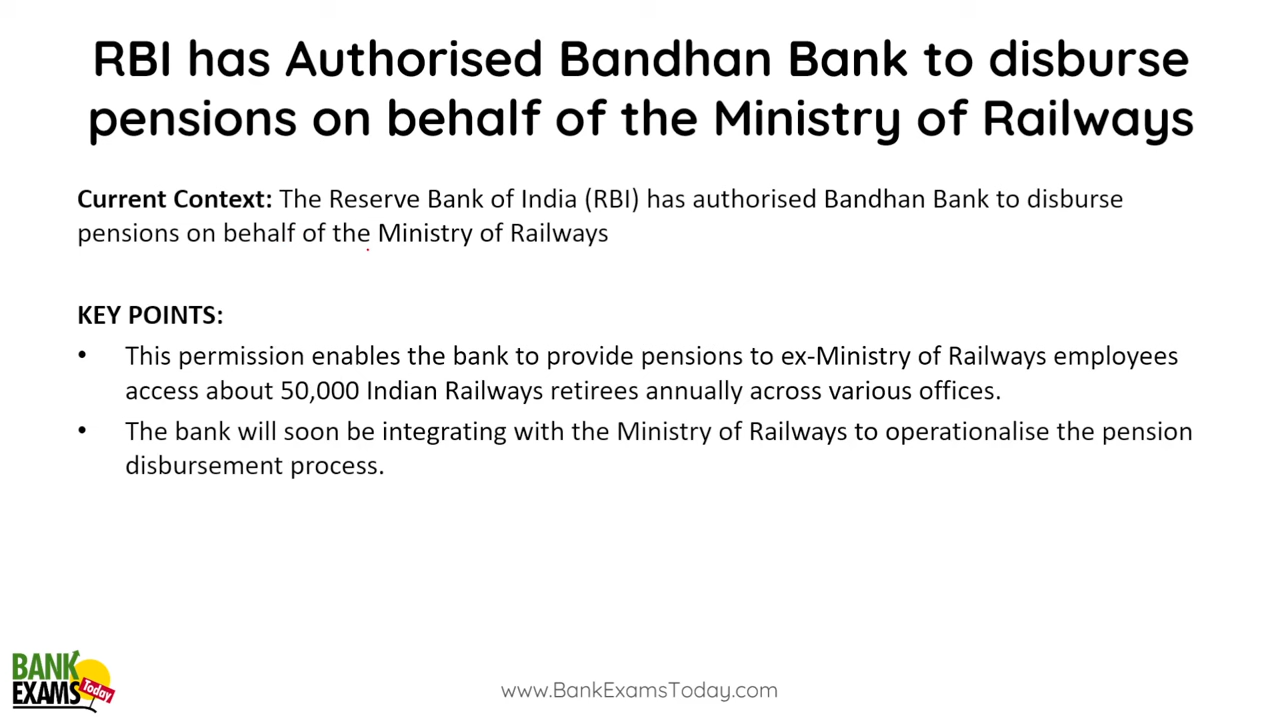 RBI has Authorised Bandhan Bank to disburse
pensions on behalf of the Ministry of Railways
Current Context: The Reserve Bank of India (RBI) has authorised Bandhan Bank to disburse
pensions on behalf of the Ministry of Railways
KEY POINTS:
• This permission enables the bank to provide pensions to ex-Ministry of Railways employees
access about 50,000 Indian Railways retirees annually across various offices.
• The bank will soon be integrating with the Ministry of Railways to operationalise the pension
disbursement process.
BANK
EXAMS Today
www.BankExamsToday.com